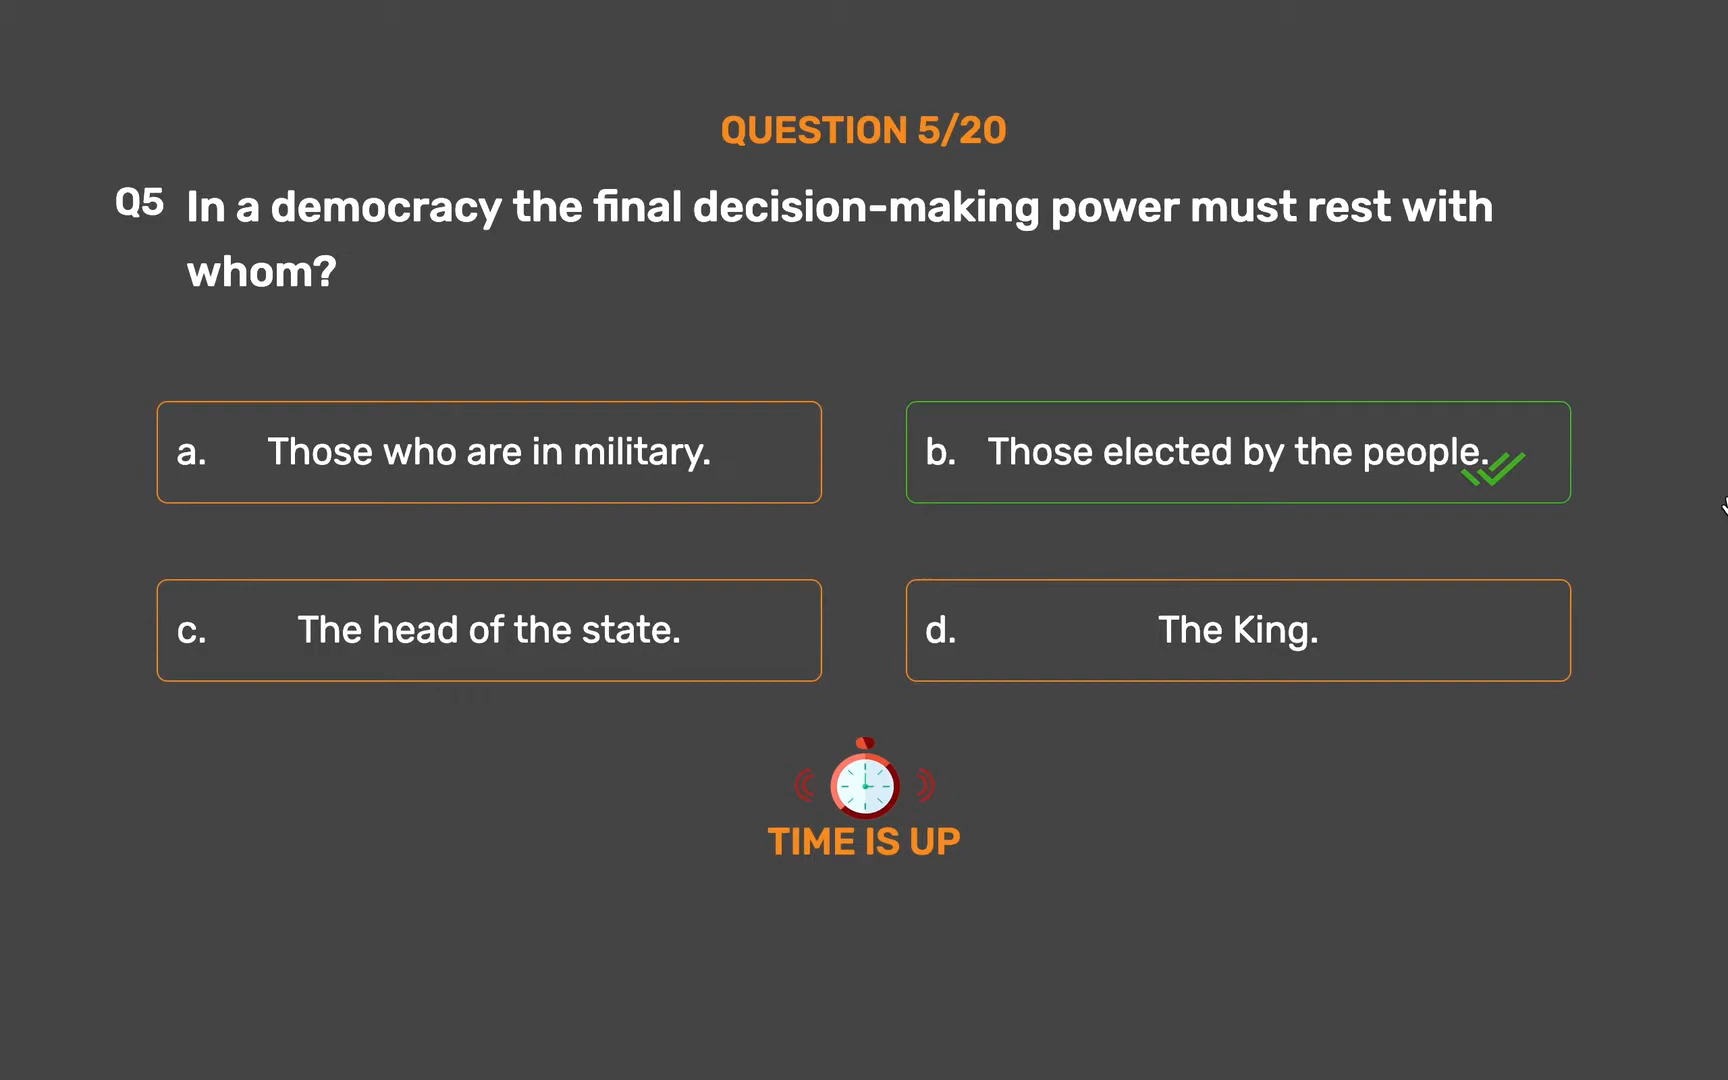 QUESTION 5/20
Q5 In a democracy the final decision-making power must rest with
whom?
a. Those who are in military.
b. Those elected by the people.
c. The head of the state.
d. The King.
TIME IS UP